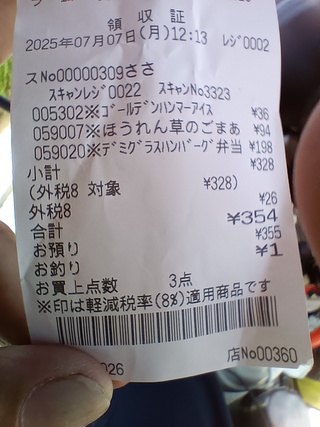 領収証
2025年07月07日(月)12:13 レジ0002
スNo00000309ささ
スキャンレジ0022 スキャンNo3323
005302※ゴールデンハンマーアイス ¥36
059007※ほうれん草のごまあ ¥94
059020※デミグラスハンバーグ弁当 ¥198
小計 ¥328
(外税8 対象 ¥328)
外税8 ¥26
合計 ¥354
お預り ¥355
お釣り ¥1
お買上点数 3点
※印は軽減税率(8%)適用商品です
026 店No00360